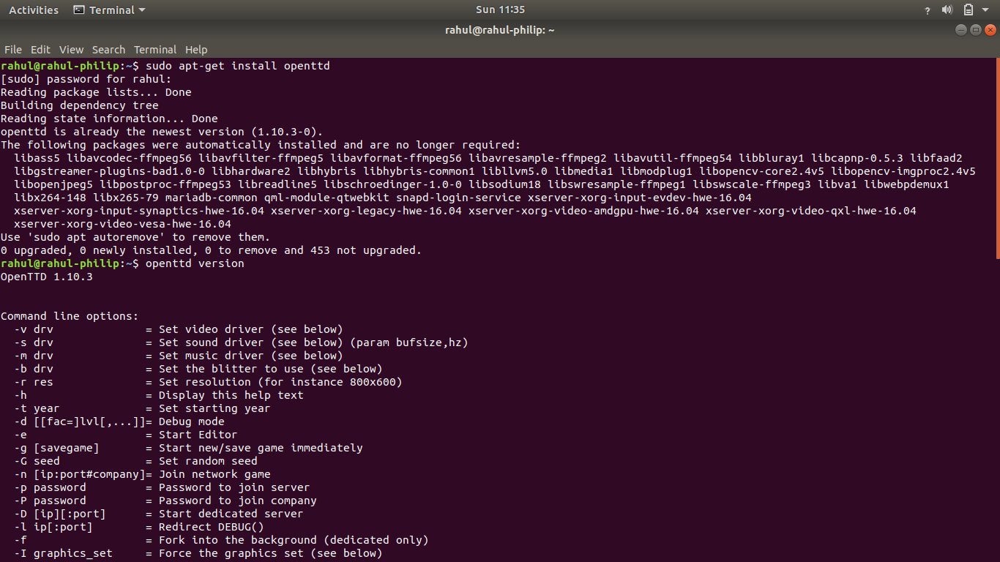 Activities Terminal Sun 11:35 ?
rahul@rahul-philip: ~
File Edit View Search Terminal Help
rahul@rahul-philip:~$ sudo apt-get install openttd
[sudo] password for rahul:
Reading package lists... Done
Building dependency tree
Reading state information... Done
openttd is already the newest version (1.10.3-0).
The following packages were automatically installed and are no longer required:
  libass5 libavcodec-ffmpeg56 libavfilter-ffmpeg5 libavformat-ffmpeg56 libavresample-ffmpeg2 libavutil-ffmpeg54 libbluray1 libcapnp-0.5.3 libfaad2
  libgstreamer-plugins-bad1.0-0 libhardware2 libhybris libhybris-common1 libllvm5.0 libmedia1 libmodplug1 libopencv-core2.4v5 libopencv-imgproc2.4v5
  libopenjpeg5 libpostproc-ffmpeg53 libreadline5 libschroedinger-1.0-0 libsodium18 libswresample-ffmpeg1 libswscale-ffmpeg3 libva1 libwebpdemux1
  libx264-148 libx265-79 mariadb-common qml-module-qtwebkit snapd-login-service xserver-xorg-input-evdev-hwe-16.04
  xserver-xorg-input-synaptics-hwe-16.04 xserver-xorg-legacy-hwe-16.04 xserver-xorg-video-amdgpu-hwe-16.04 xserver-xorg-video-qxl-hwe-16.04
  xserver-xorg-video-vesa-hwe-16.04
Use 'sudo apt autoremove' to remove them.
0 upgraded, 0 newly installed, 0 to remove and 453 not upgraded.
rahul@rahul-philip:~$ openttd version
OpenTTD 1.10.3
Command line options:
  -v drv              = Set video driver (see below)
  -s drv              = Set sound driver (see below) (param bufsize,hz)
  -m drv              = Set music driver (see below)
  -b drv              = Set the blitter to use (see below)
  -r res              = Set resolution (for instance 800x600)
  -h                  = Display this help text
  -t year             = Set starting year
  -d [[fac=]lvl[,...]]= Debug mode
  -e                  = Start Editor
  -g [savegame]       = Start new/save game immediately
  -G seed             = Set random seed
  -n [ip:port#company]= Join network game
  -p password         = Password to join server
  -P password         = Password to join company
  -D [ip][:port]      = Start dedicated server
  -l ip[:port]        = Redirect DEBUG()
  -f                  = Fork into the background (dedicated only)
  -I graphics_set     = Force the graphics set (see below)